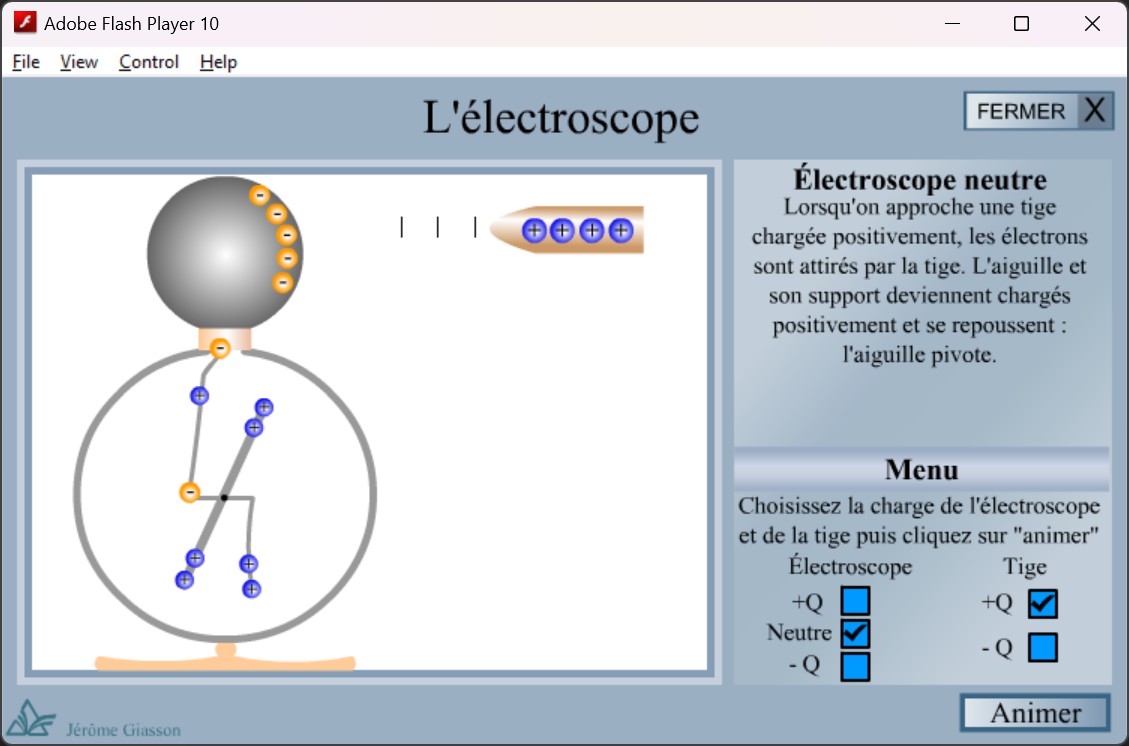 Adobe Flash Player 10
File View Control Help
L'électroscope
FERMER X
Électroscope neutre
Lorsqu'on approche une tige
chargée positivement, les électrons
sont attirés par la tige. L'aiguille et
son support deviennent chargés
positivement et se repoussent :
l'aiguille pivote.
Menu
Choisissez la charge de l'électroscope
et de la tige puis cliquez sur "animer"
Électroscope Tige
+Q +Q
Neutre
- Q - Q
Jérôme Giasson
Animer